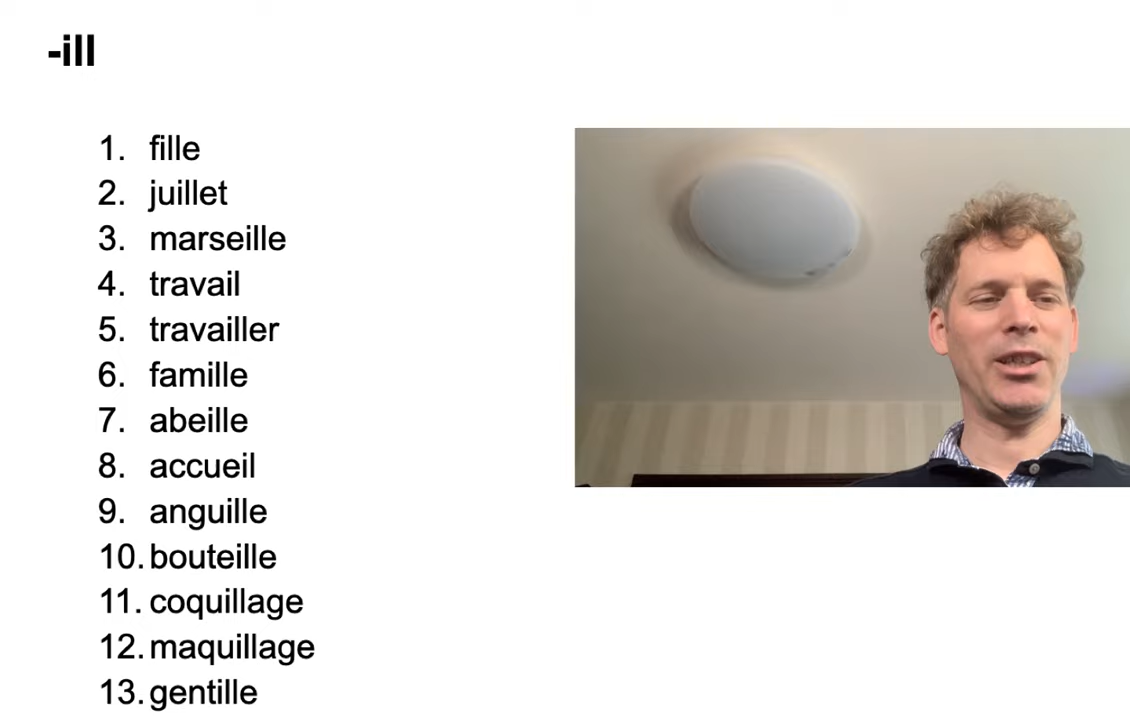 -ill
1. fille
2. juillet
3. marseille
4. travail
5. travailler
6. famille
7. abeille
8. accueil
9. anguille
10. bouteille
11. coquillage
12. maquillage
13. gentille